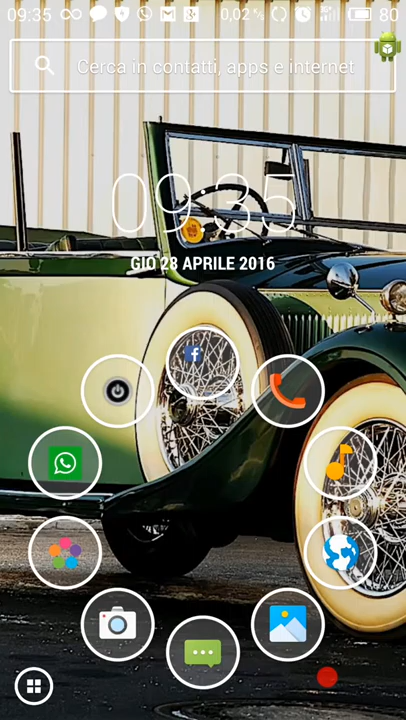 09:35 0,02 K/s 80
Cerca in contatti, apps e internet
09:35
GIO 28 APRILE 2016